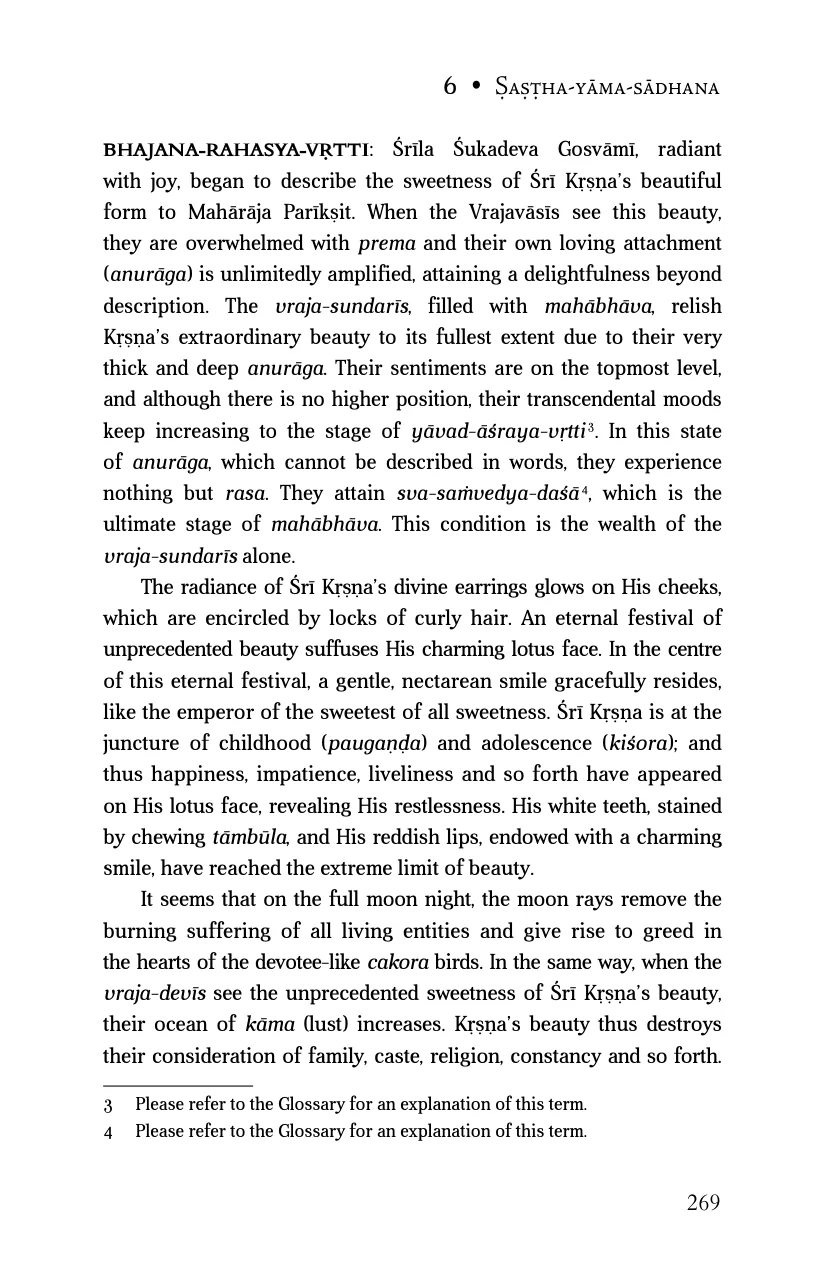 6 • Ṣaṣṭha-yāma-sādhana
BHAJANA-RAHASYA-VṚTTI: Śrīla Śukadeva Gosvāmī, radiant
with joy, began to describe the sweetness of Śrī Kṛṣṇa’s beautiful
form to Mahārāja Parīkṣit. When the Vrajavāsīs see this beauty,
they are overwhelmed with prema and their own loving attachment
(anurāga) is unlimitedly amplified, attaining a delightfulness beyond
description. The vraja-sundarīs, filled with mahābhāva, relish
Kṛṣṇa’s extraordinary beauty to its fullest extent due to their very
thick and deep anurāga. Their sentiments are on the topmost level,
and although there is no higher position, their transcendental moods
keep increasing to the stage of yāvad-āśraya-vṛtti3. In this state
of anurāga, which cannot be described in words, they experience
nothing but rasa. They attain sva-saṁvedya-daśā4, which is the
ultimate stage of mahābhāva. This condition is the wealth of the
vraja-sundarīs alone.
The radiance of Śrī Kṛṣṇa’s divine earrings glows on His cheeks,
which are encircled by locks of curly hair. An eternal festival of
unprecedented beauty suffuses His charming lotus face. In the centre
of this eternal festival, a gentle, nectarean smile gracefully resides,
like the emperor of the sweetest of all sweetness. Śrī Kṛṣṇa is at the
juncture of childhood (paugaṇḍa) and adolescence (kiśora); and
thus happiness, impatience, liveliness and so forth have appeared
on His lotus face, revealing His restlessness. His white teeth, stained
by chewing tāmbūla, and His reddish lips, endowed with a charming
smile, have reached the extreme limit of beauty.
It seems that on the full moon night, the moon rays remove the
burning suffering of all living entities and give rise to greed in
the hearts of the devotee-like cakora birds. In the same way, when the
vraja-devīs see the unprecedented sweetness of Śrī Kṛṣṇa’s beauty,
their ocean of kāma (lust) increases. Kṛṣṇa’s beauty thus destroys
their consideration of family, caste, religion, constancy and so forth.
3 Please refer to the Glossary for an explanation of this term.
4 Please refer to the Glossary for an explanation of this term.
269